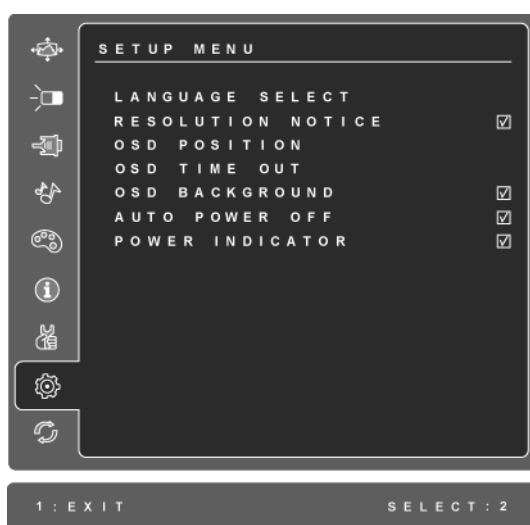 SETUP MENU
LANGUAGE SELECT
RESOLUTION NOTICE
OSD POSITION
OSD TIME OUT
OSD BACKGROUND
AUTO POWER OFF
POWER INDICATOR
1:EXIT SELECT:2